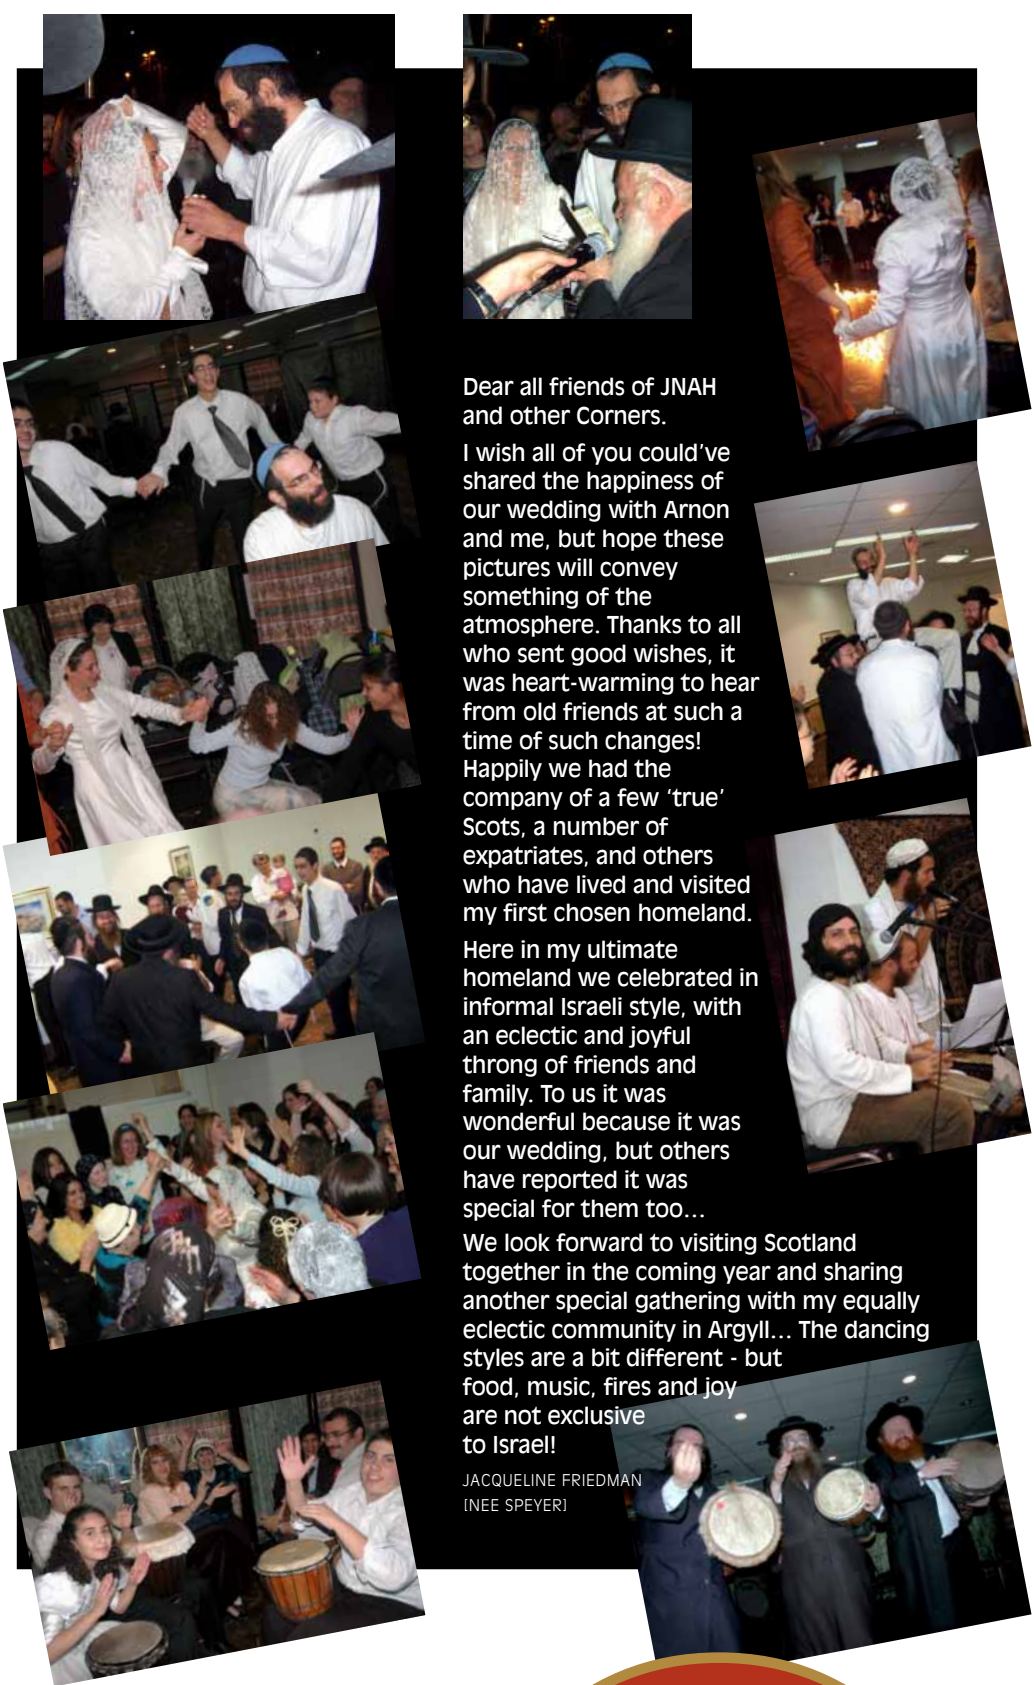 Dear all friends of JNAH
and other Corners.
I wish all of you could’ve
shared the happiness of
our wedding with Arnon
and me, but hope these
pictures will convey
something of the
atmosphere. Thanks to all
who sent good wishes, it
was heart-warming to hear
from old friends at such a
time of such changes!
Happily we had the
company of a few ‘true’
Scots, a number of
expatriates, and others
who have lived and visited
my first chosen homeland.
Here in my ultimate
homeland we celebrated in
informal Israeli style, with
an eclectic and joyful
throng of friends and
family. To us it was
wonderful because it was
our wedding, but others
have reported it was
special for them too...
We look forward to visiting Scotland
together in the coming year and sharing
another special gathering with my equally
eclectic community in Argyll... The dancing
styles are a bit different - but
food, music, fires and joy
are not exclusive
to Israel!
JACQUELINE FRIEDMAN
[NEE SPEYER]